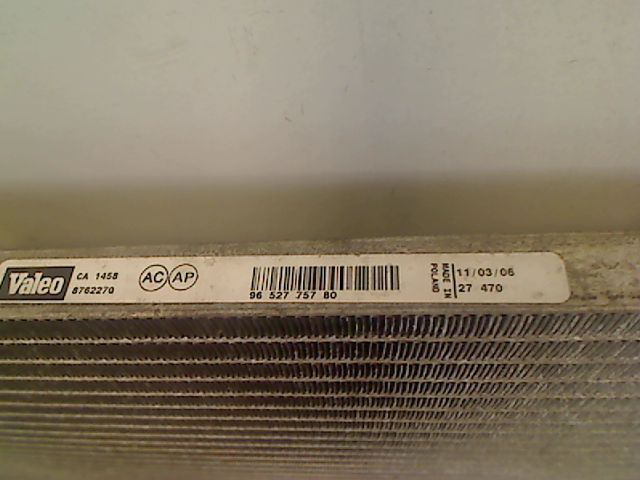 Valeo
CA 1458
8762270
AC AP
96 527 757 80
MADE IN
POLAND
11/03/06
27 470